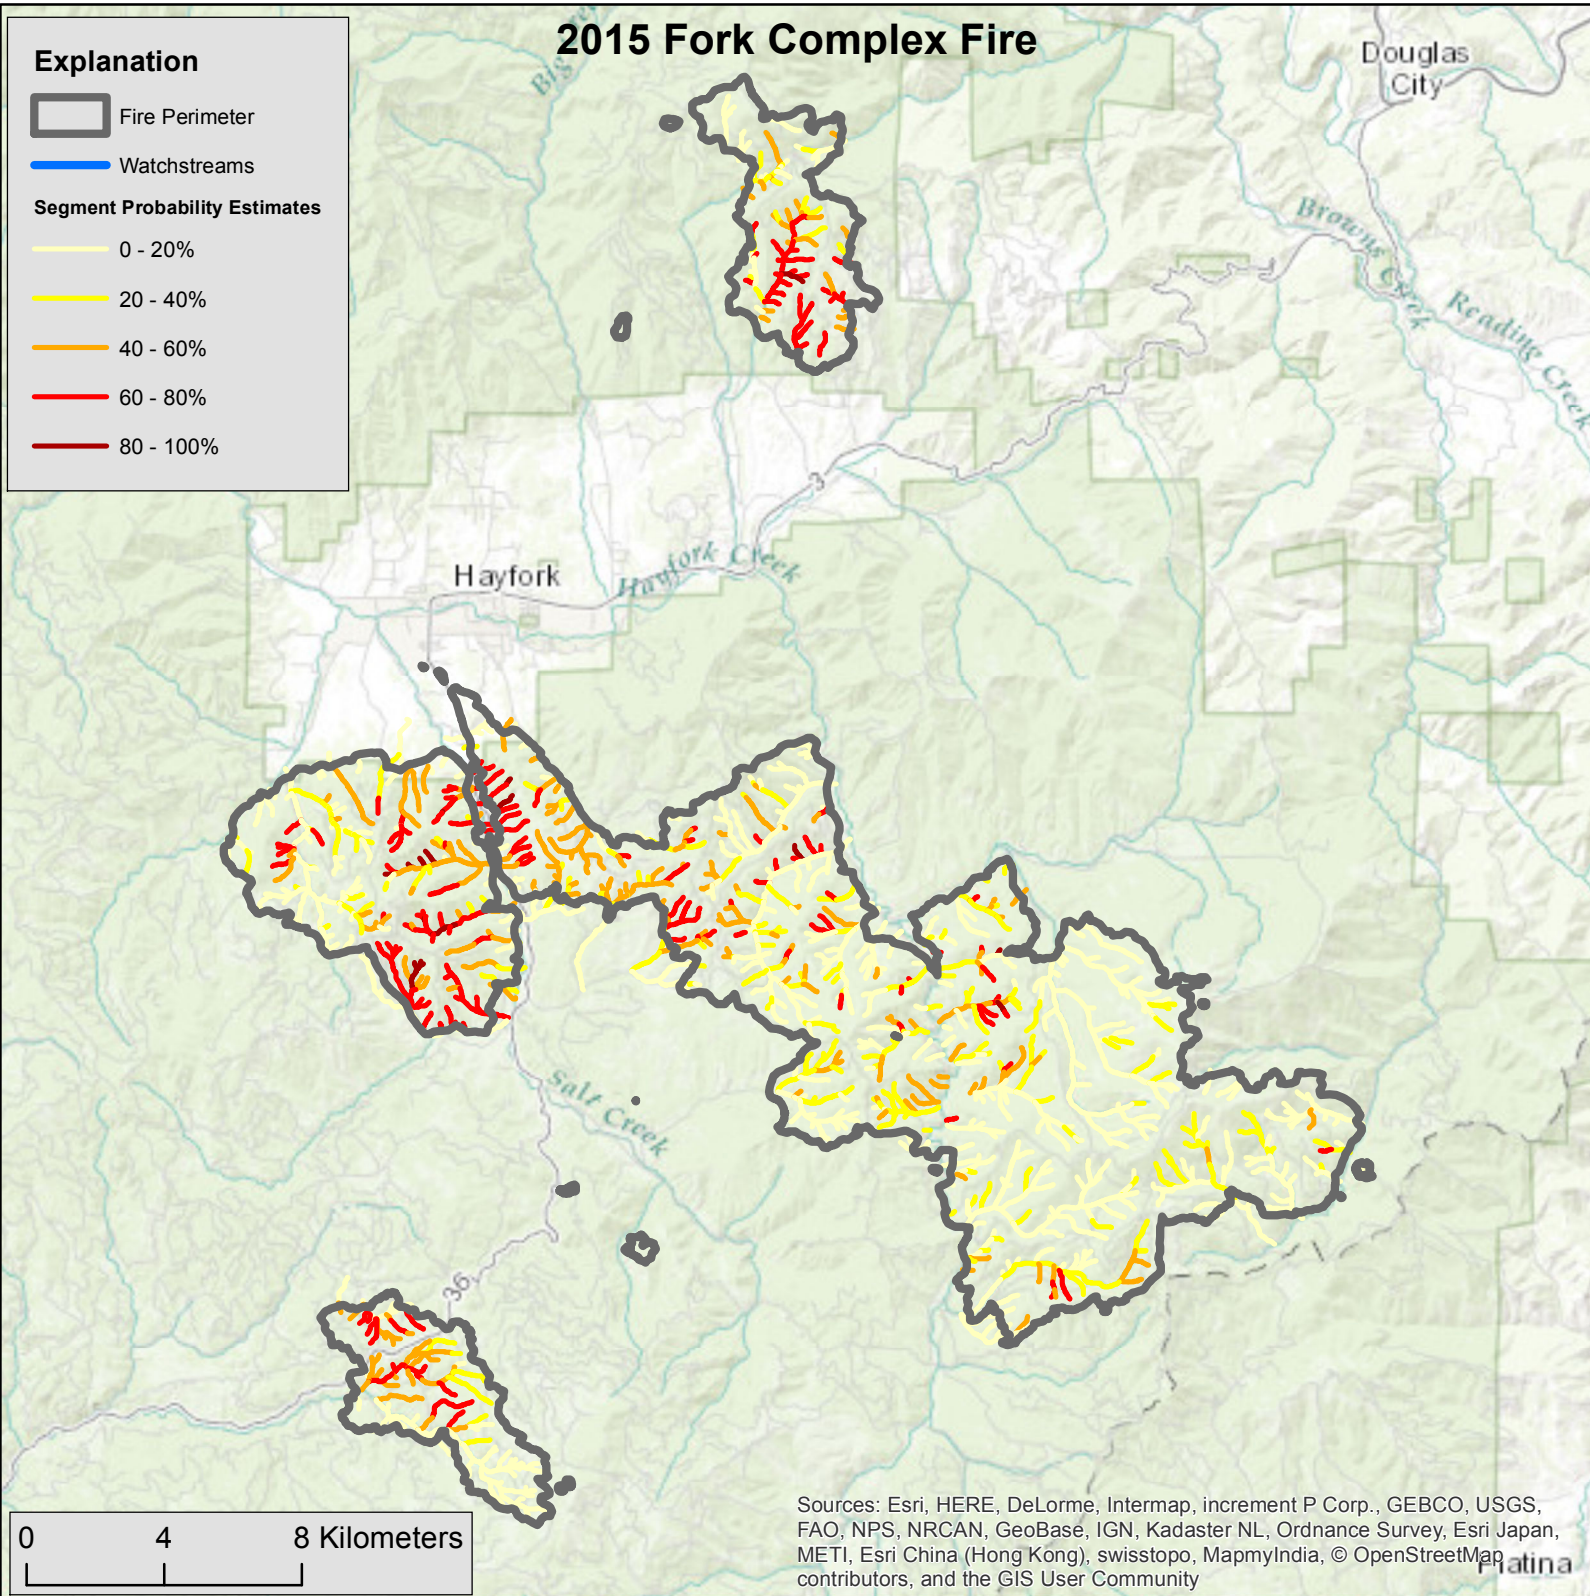 2015 Fork Complex Fire
Explanation
Fire Perimeter
Watchstreams
Segment Probability Estimates
0 - 20%
20 - 40%
40 - 60%
60 - 80%
80 - 100%
Big
Douglas
City
Browns Creek
Reading Creek
3
Hayfork
Hayfork Creek
Salt Creek
36
0 4 8 Kilometers
Sources: Esri, HERE, DeLorme, Intermap, increment P Corp., GEBCO, USGS,
FAO, NPS, NRCAN, GeoBase, IGN, Kadaster NL, Ordnance Survey, Esri Japan,
METI, Esri China (Hong Kong), swisstopo, MapmyIndia, © OpenStreetMap
contributors, and the GIS User Community
Platina